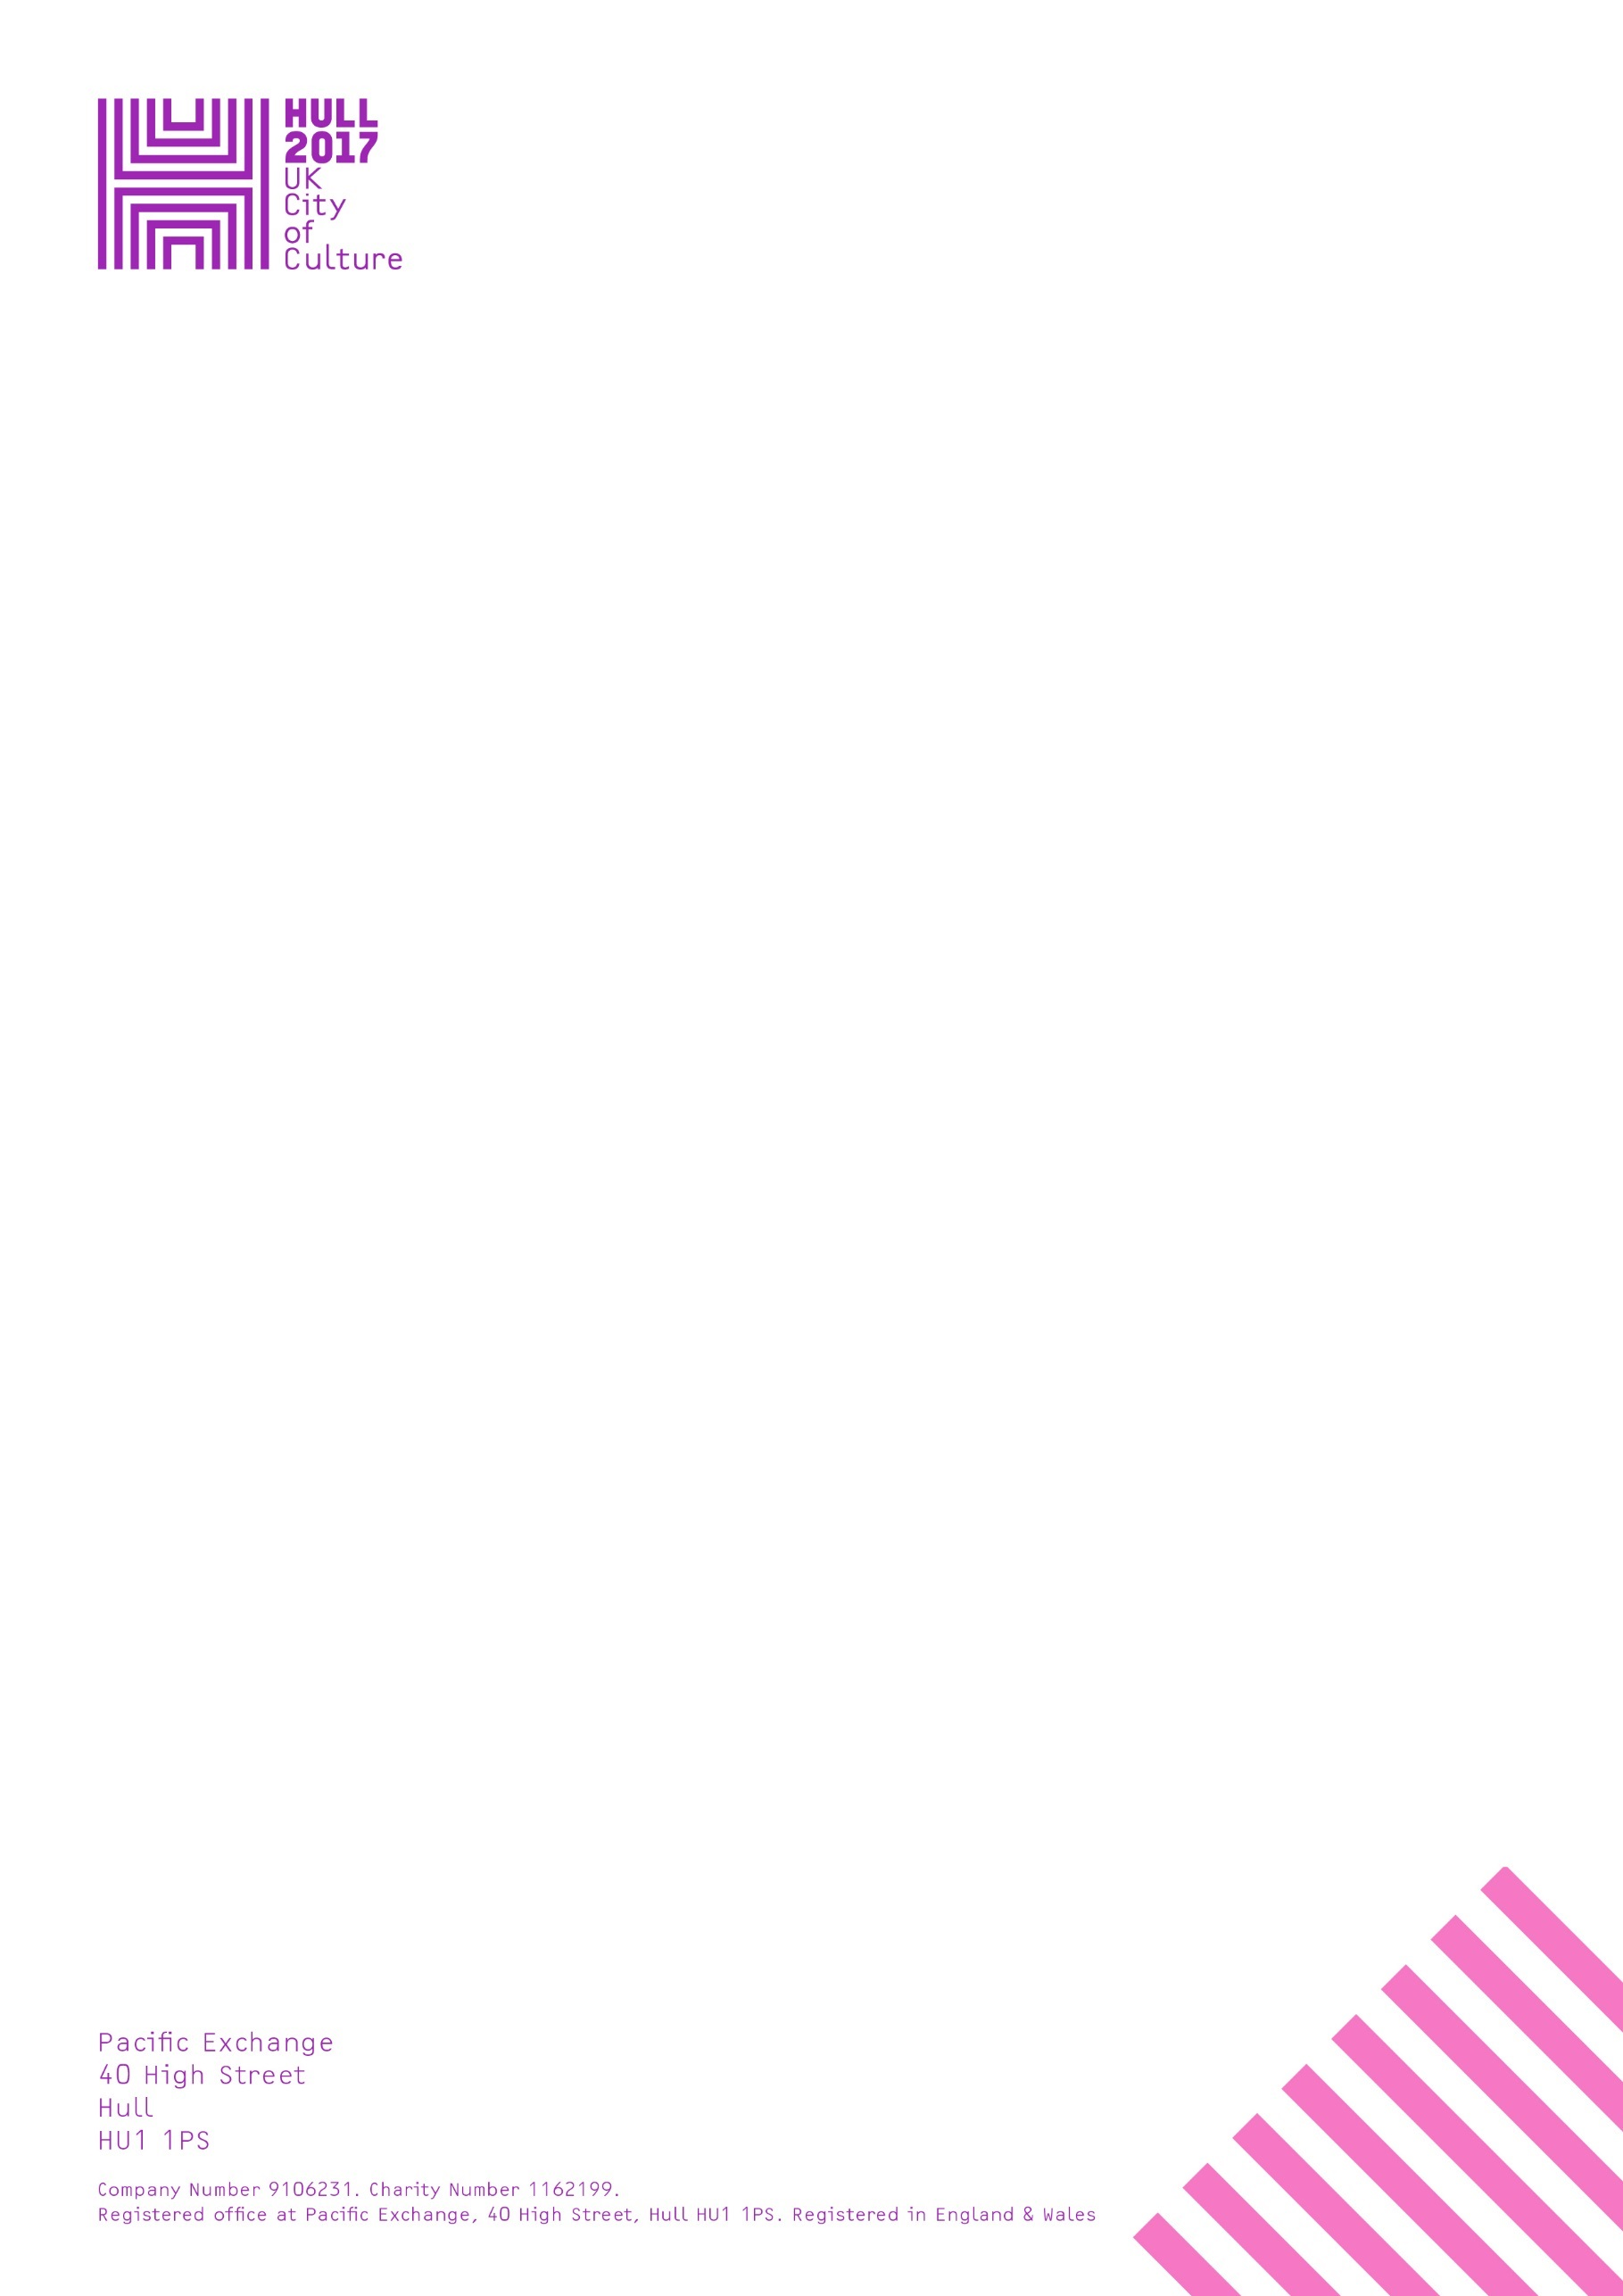 HULL
2017
UK
City
of
Culture
Pacific Exchange
40 High Street
Hull
HU1 1PS
Company Number 9106231. Charity Number 1162199.
Registered office at Pacific Exchange, 40 High Street, Hull HU1 1PS. Registered in England & Wales